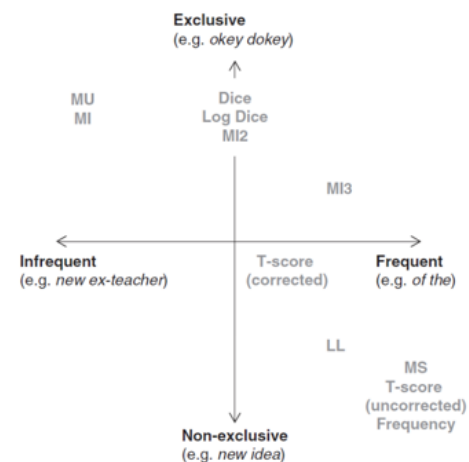 Exclusive
(e.g. okey dokey)
MU
MI
Dice
Log Dice
MI2
MI3
Infrequent
(e.g. new ex-teacher)
T-score
(corrected)
Frequent
(e.g. of the)
LL
MS
T-score
(uncorrected)
Frequency
Non-exclusive
(e.g. new idea)